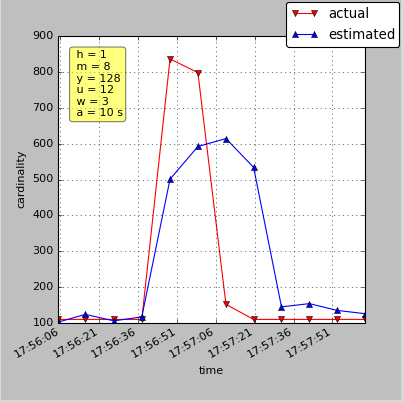 actual
estimated
900
800
700
600
500
400
300
200
100
cardinality
h = 1
m = 8
y = 128
u = 12
w = 3
a = 10 s
17:56:06
17:56:21
17:56:36
17:56:51
17:57:06
17:57:21
17:57:36
17:57:51
time